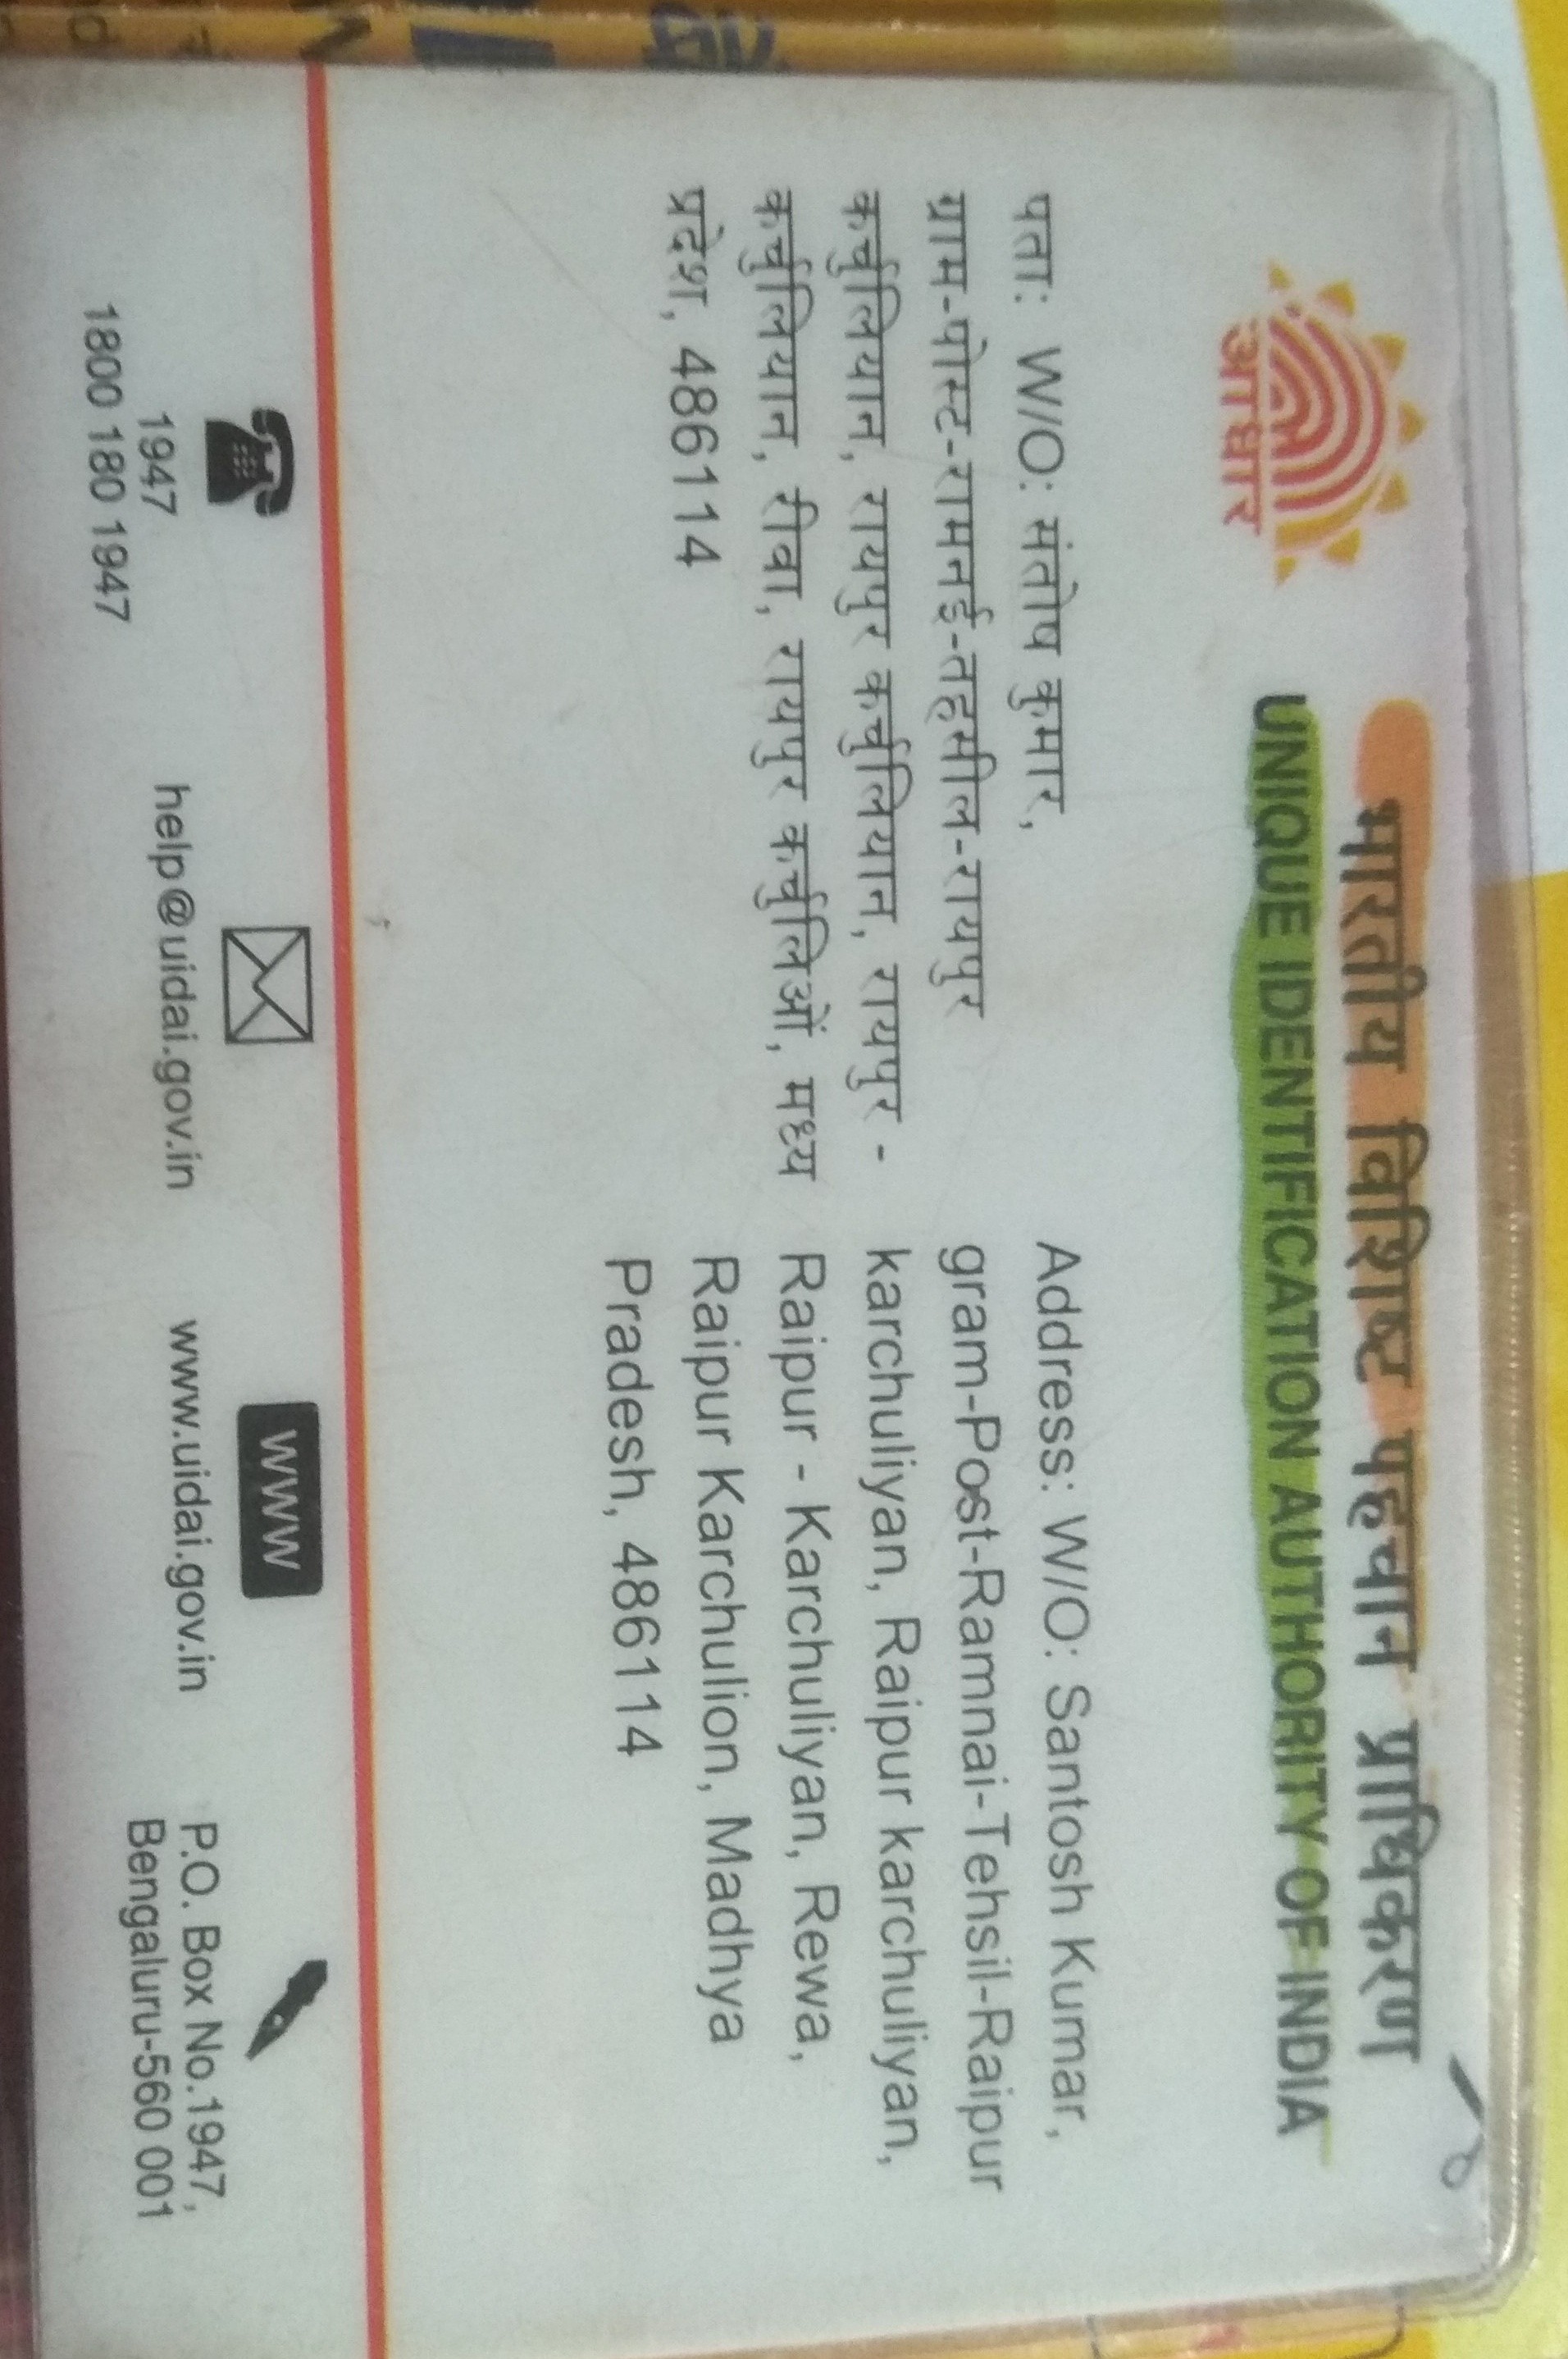 भारतीय विशिष्ट पहचान प्राधिकरण
UNIQUE IDENTIFICATION AUTHORITY OF INDIA
आधार
पता: W/O: संतोष कुमार,
ग्राम-पोस्ट-रामनई-तहसील-रायपुर
कर्चुलियान, रायपुर कर्चुलियान, रायपुर -
कर्चुलियान, रीवा, रायपुर कर्चुलिओं, मध्य
प्रदेश, 486114
Address: W/O: Santosh Kumar,
gram-Post-Ramnai-Tehsil-Raipur
karchuliyan, Raipur karchuliyan,
Raipur - Karchuliyan, Rewa,
Raipur Karchulion, Madhya
Pradesh, 486114
1947
1800 180 1947
help@uidai.gov.in
WWW
www.uidai.gov.in
P.O. Box No.1947,
Bengaluru-560 001